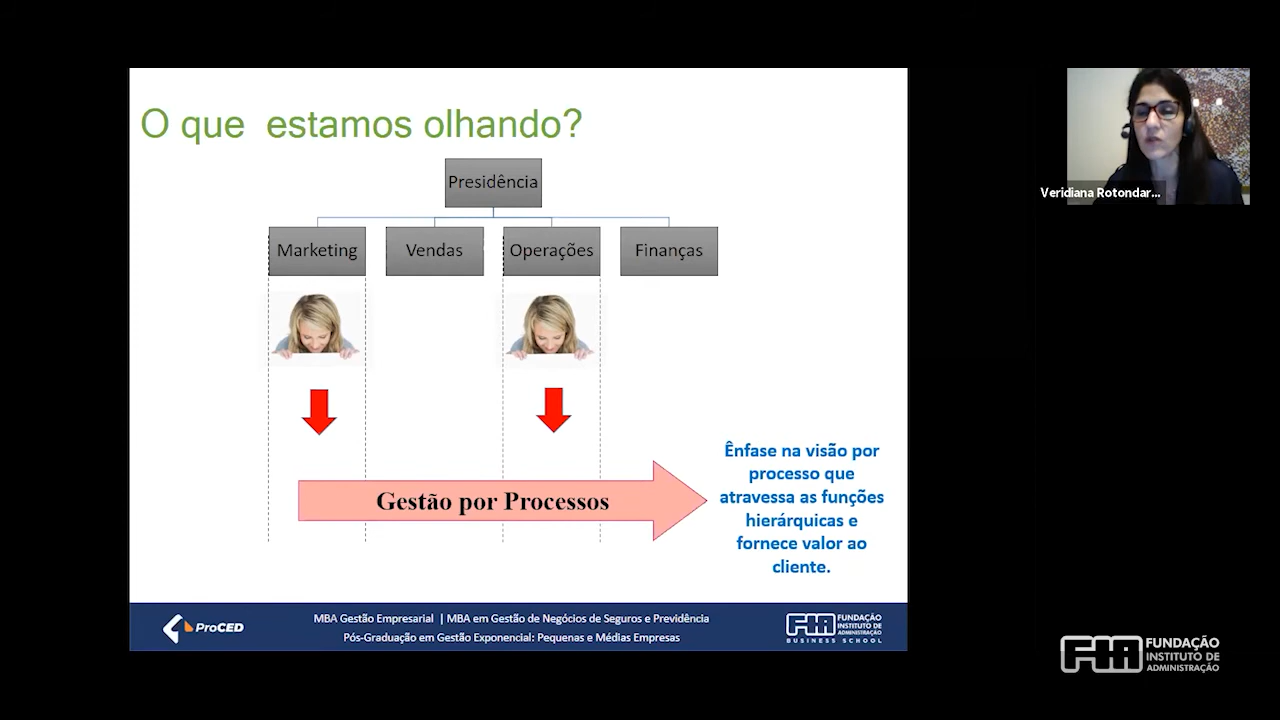 O que estamos olhando?
Presidência
Marketing
Vendas
Operações
Finanças
Gestão por Processos
Ênfase na visão por
processo que
atravessa as funções
hierárquicas e
fornece valor ao
cliente.
ProCED
MBA Gestão Empresarial | MBA em Gestão de Negócios de Seguros e Previdência
Pós-Graduação em Gestão Exponencial: Pequenas e Médias Empresas
FIA FUNDAÇÃO
INSTITUTO DE
ADMINISTRAÇÃO
BUSINESS SCHOOL
Veridiana Rotondar...
FIA FUNDAÇÃO
INSTITUTO DE
ADMINISTRAÇÃO